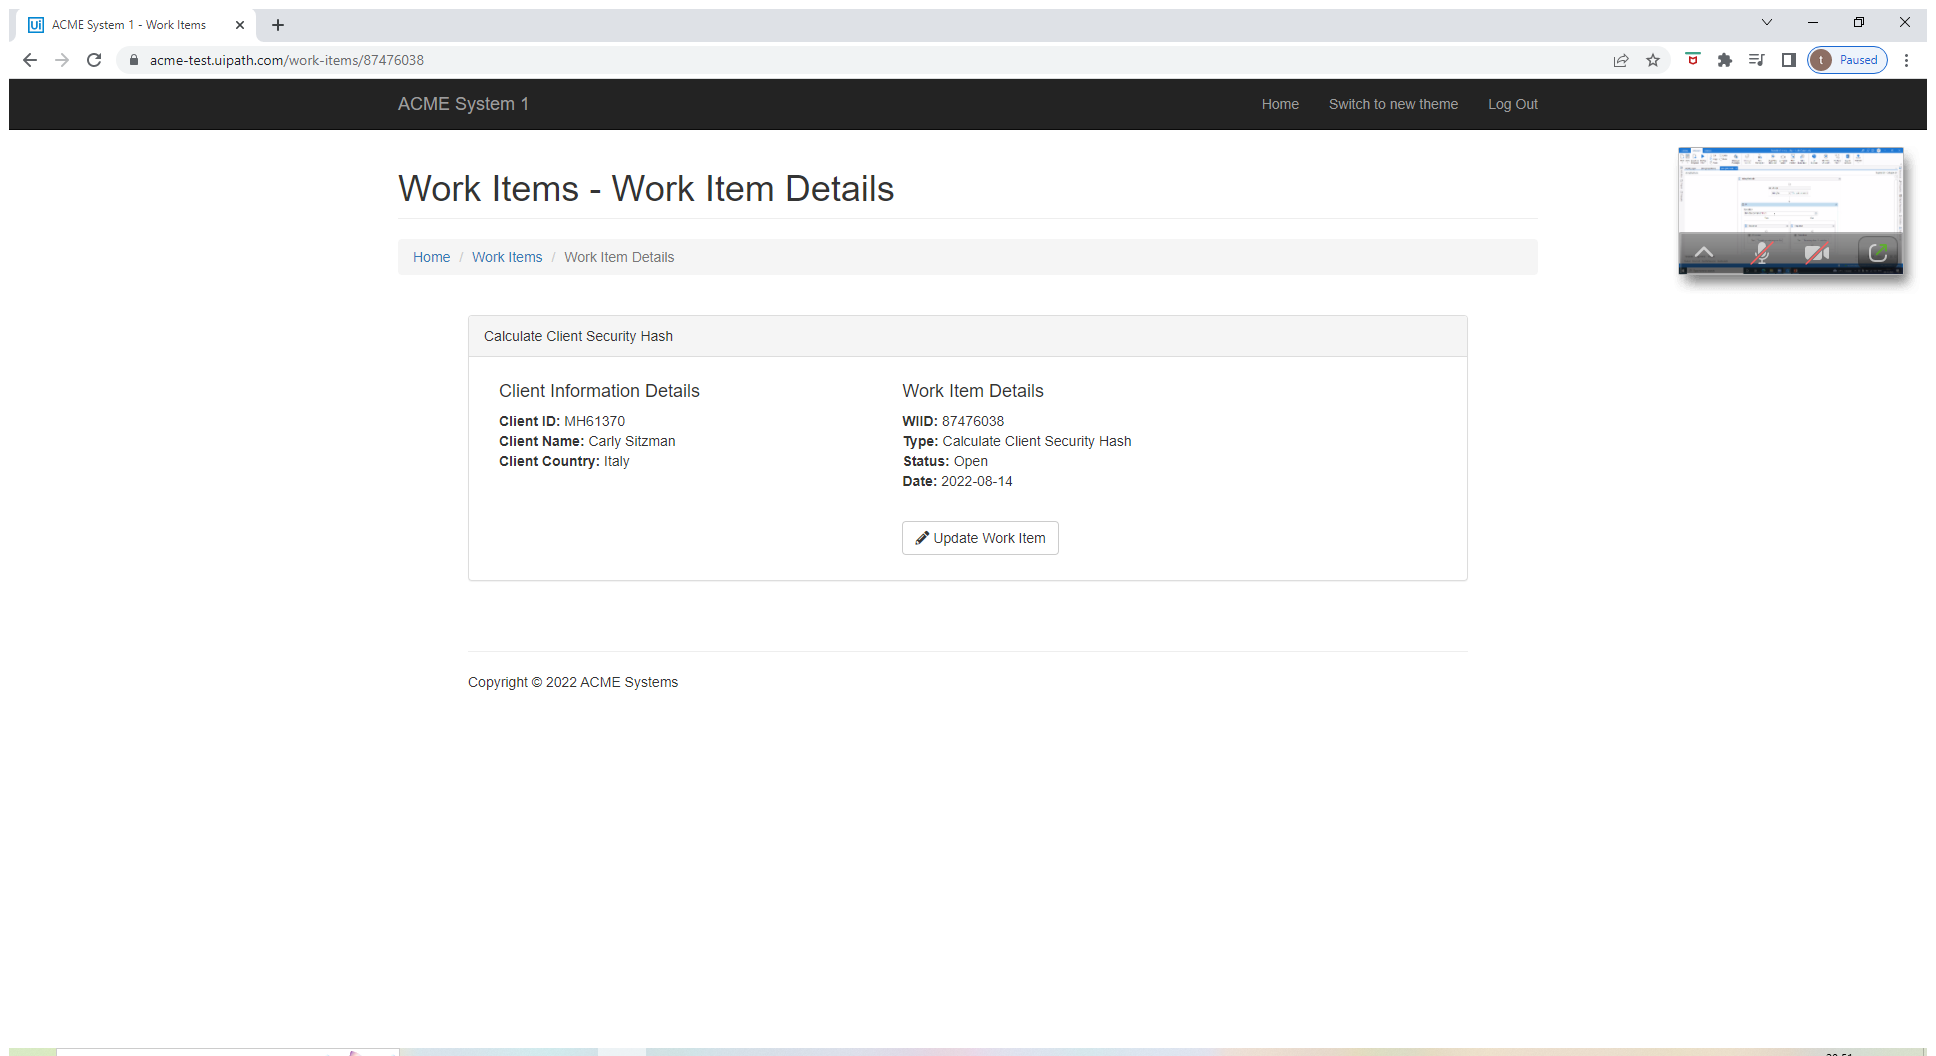 ACME System 1 - Work Items
acme-test.uipath.com/work-items/87476038
Paused
ACME System 1
Home
Switch to new theme
Log Out
Work Items - Work Item Details
Home / Work Items / Work Item Details
Calculate Client Security Hash
Client Information Details
Client ID: MH61370
Client Name: Carly Sitzman
Client Country: Italy
Work Item Details
WIID: 87476038
Type: Calculate Client Security Hash
Status: Open
Date: 2022-08-14
Update Work Item
Copyright © 2022 ACME Systems